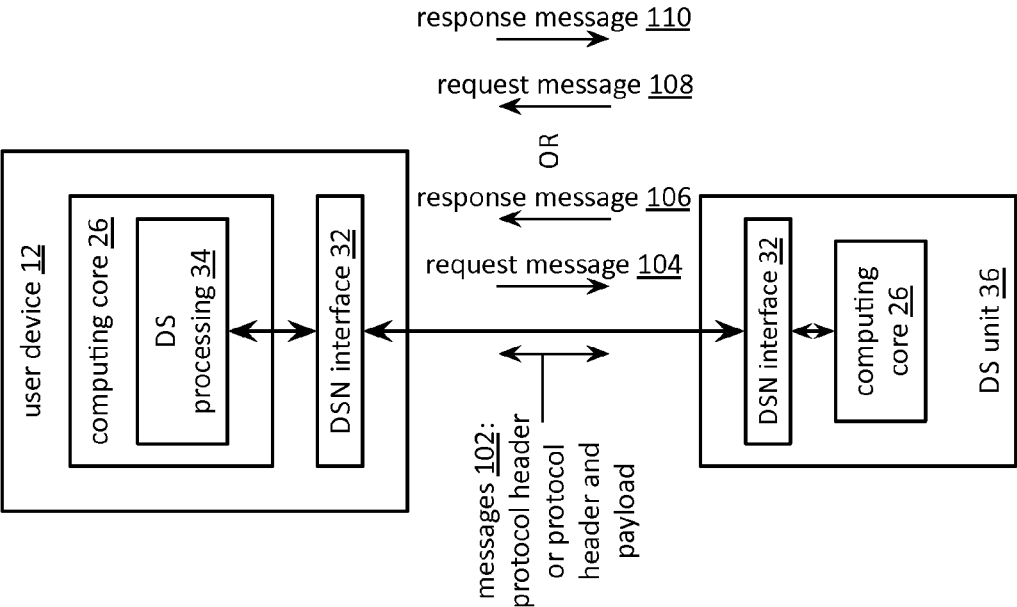 user device 12
computing core 26
DS
processing 34
DSN interface 32
response message 110
request message 108
OR
response message 106
request message 104
messages 102:
protocol header
or protocol
header and
payload
DSN interface 32
computing
core 26
DS unit 36